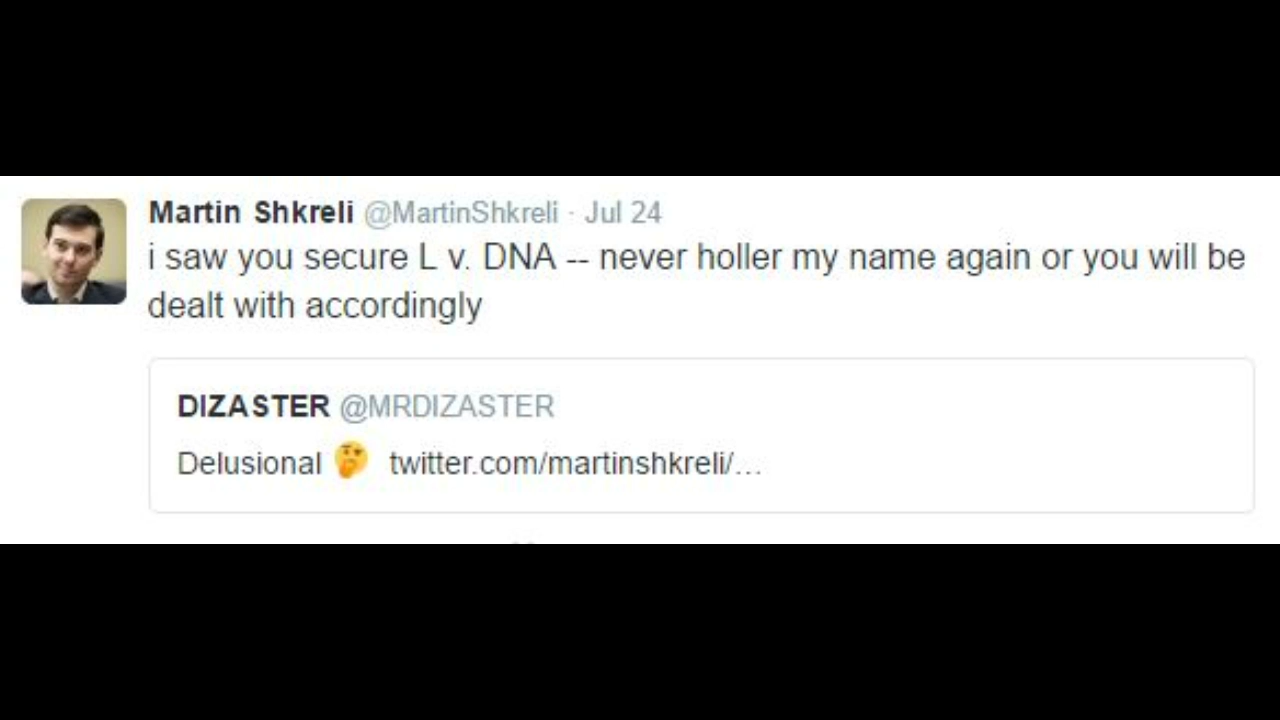 Martin Shkreli @MartinShkreli · Jul 24
i saw you secure L v. DNA -- never holler my name again or you will be
dealt with accordingly
DIZASTER @MRDIZASTER
Delusional 🤔 twitter.com/martinshkreli/…